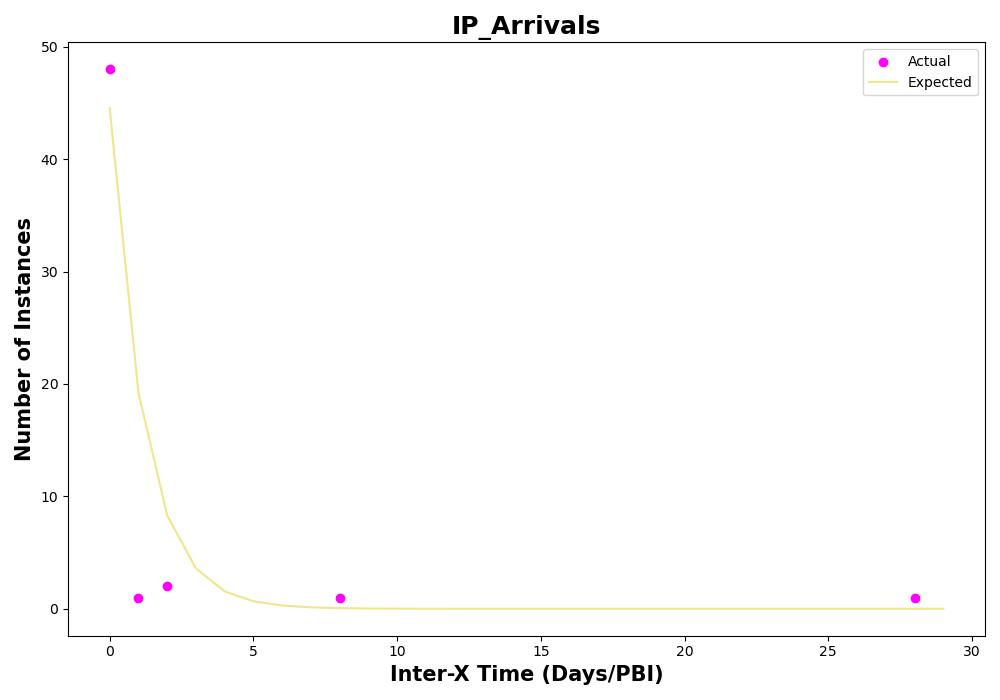 IP_Arrivals
50
40
30
20
10
0
Number of Instances
Actual
Expected
0 5 10 15 20 25 30
Inter-X Time (Days/PBI)